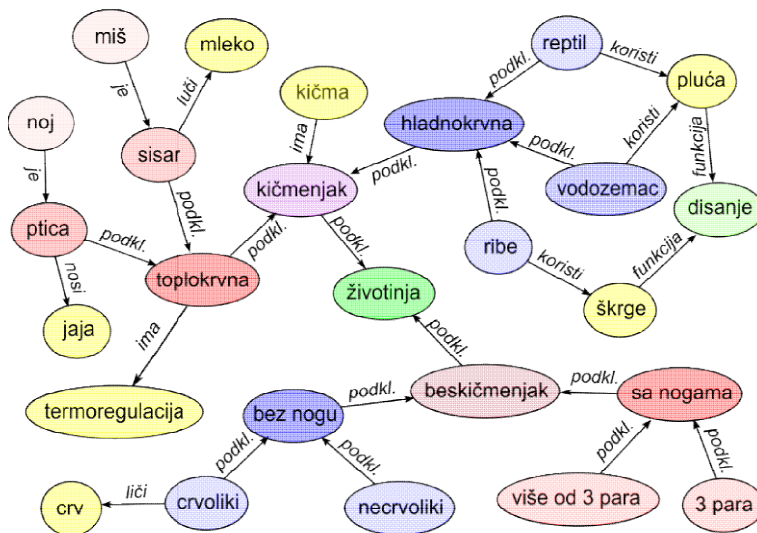 miš
mleko
reptil
koristi
je
luči
podkl.
pluća
kičma
noj
hladnokrvna
koristi
ima
podkl.
funkcija
sisar
je
podkl.
kičmenjak
podkl.
vodozemac
disanje
ptica
podkl.
podkl.
podkl.
podkl.
ribe
koristi
funkcija
nosi
toplokrvna
životinja
škrge
jaja
ima
podkl.
termoregulacija
bez nogu
podkl.
beskičmenjak
podkl.
sa nogama
podkl.
podkl.
podkl.
podkl.
crv
liči
crvoliki
necrvoliki
više od 3 para
3 para